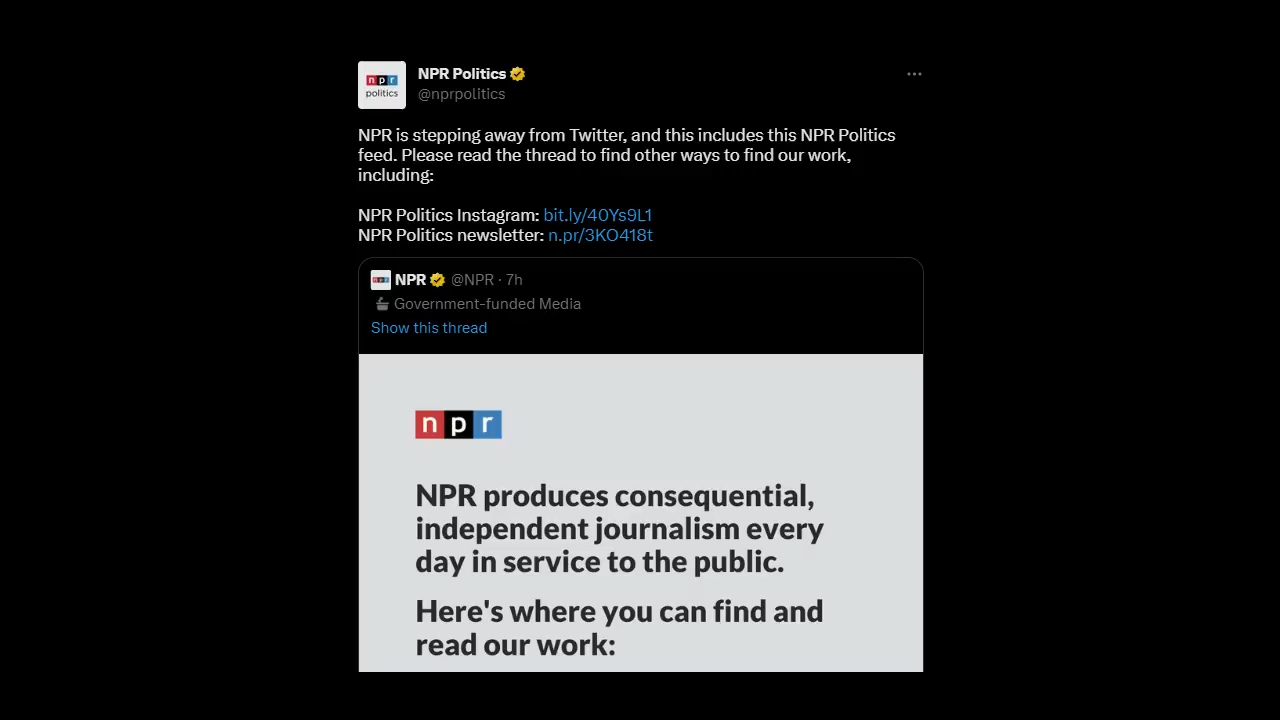 npr
politics
NPR Politics
@nprpolitics
NPR is stepping away from Twitter, and this includes this NPR Politics
feed. Please read the thread to find other ways to find our work,
including:
NPR Politics Instagram: bit.ly/40Ys9L1
NPR Politics newsletter: n.pr/3KO418t
npr
NPR @NPR · 7h
Government-funded Media
Show this thread
npr
NPR produces consequential,
independent journalism every
day in service to the public.
Here's where you can find and
read our work: